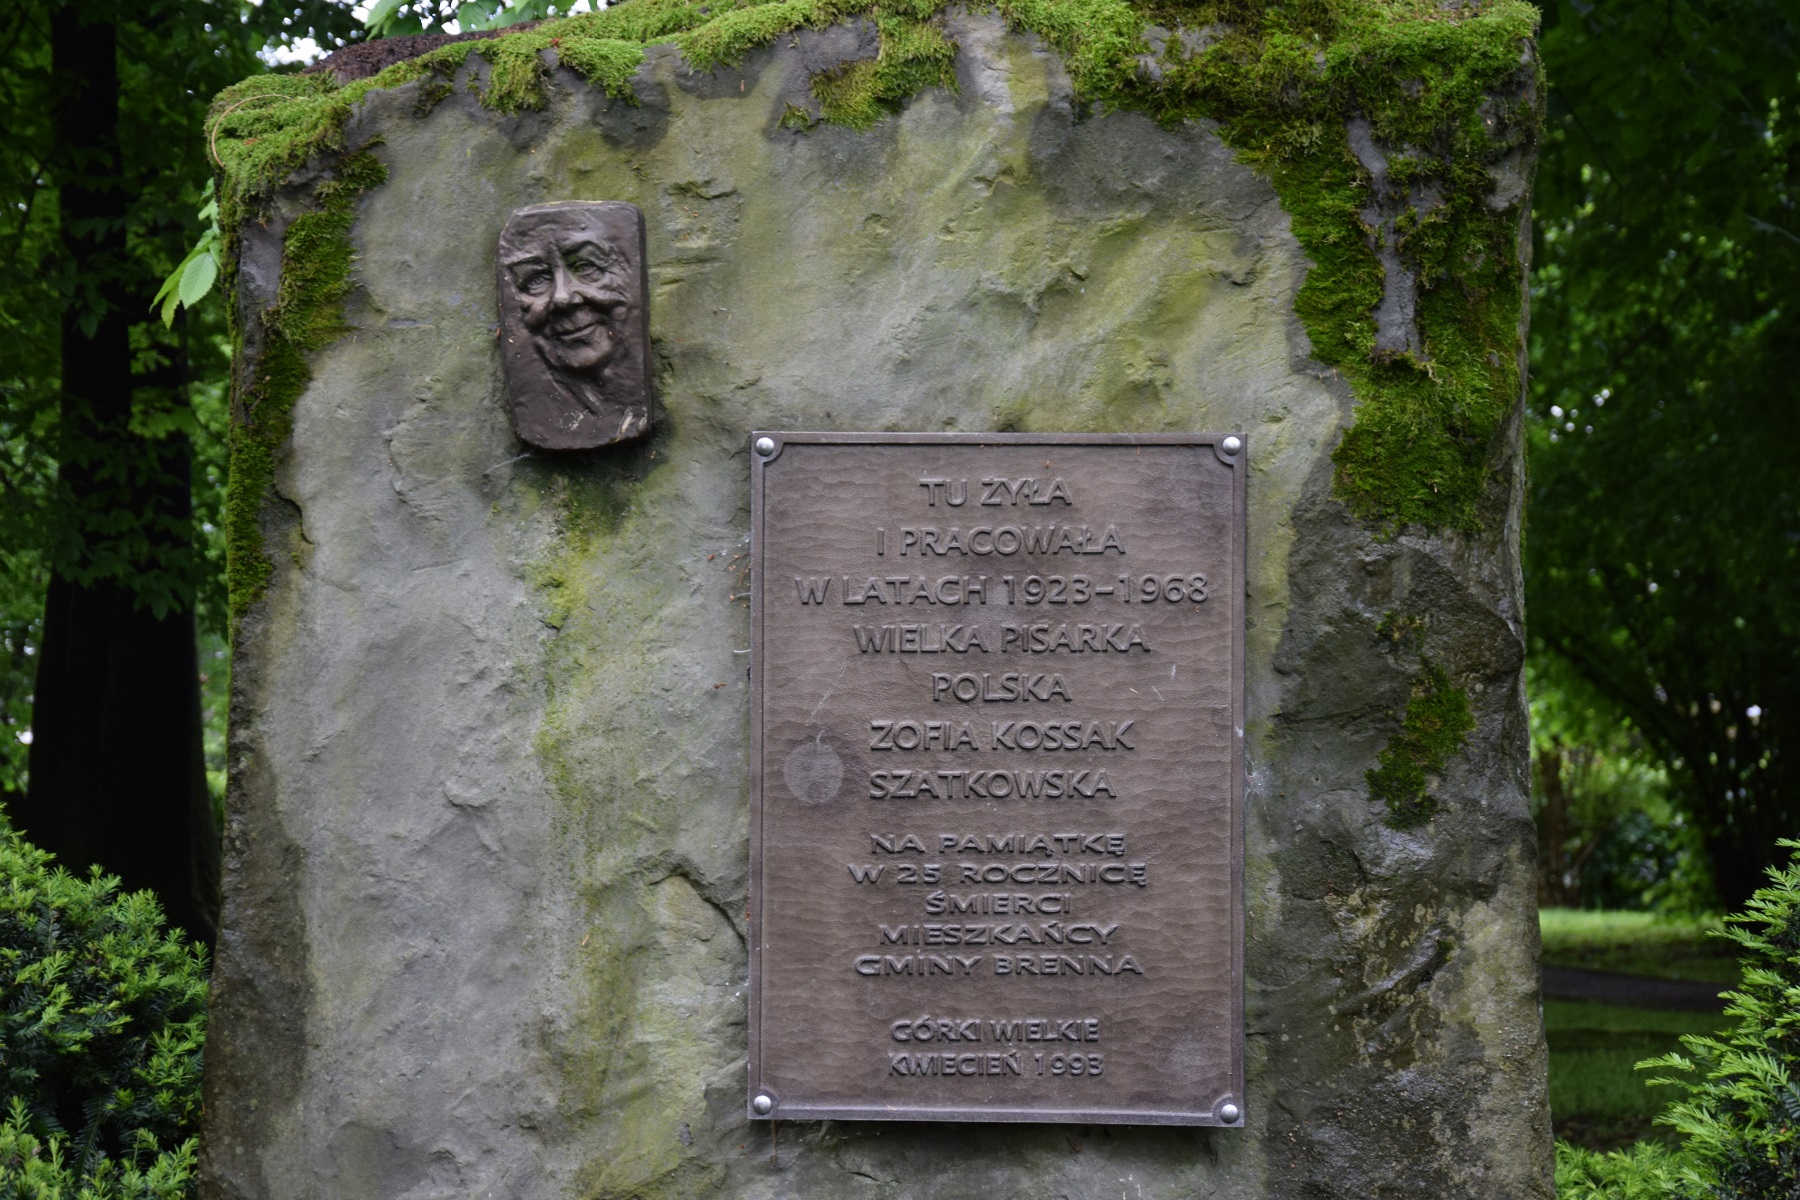 TU ŻYŁA
I PRACOWAŁA
W LATACH 1923-1968
WIELKA PISARKA
POLSKA
ZOFIA KOSSAK
SZATKOWSKA
NA PAMIĄTKĘ
W 25 ROCZNICĘ
ŚMIERCI
MIESZKAŃCY
GMINY BRENNA
GÓRKI WIELKIE
KWIECIEŃ 1993